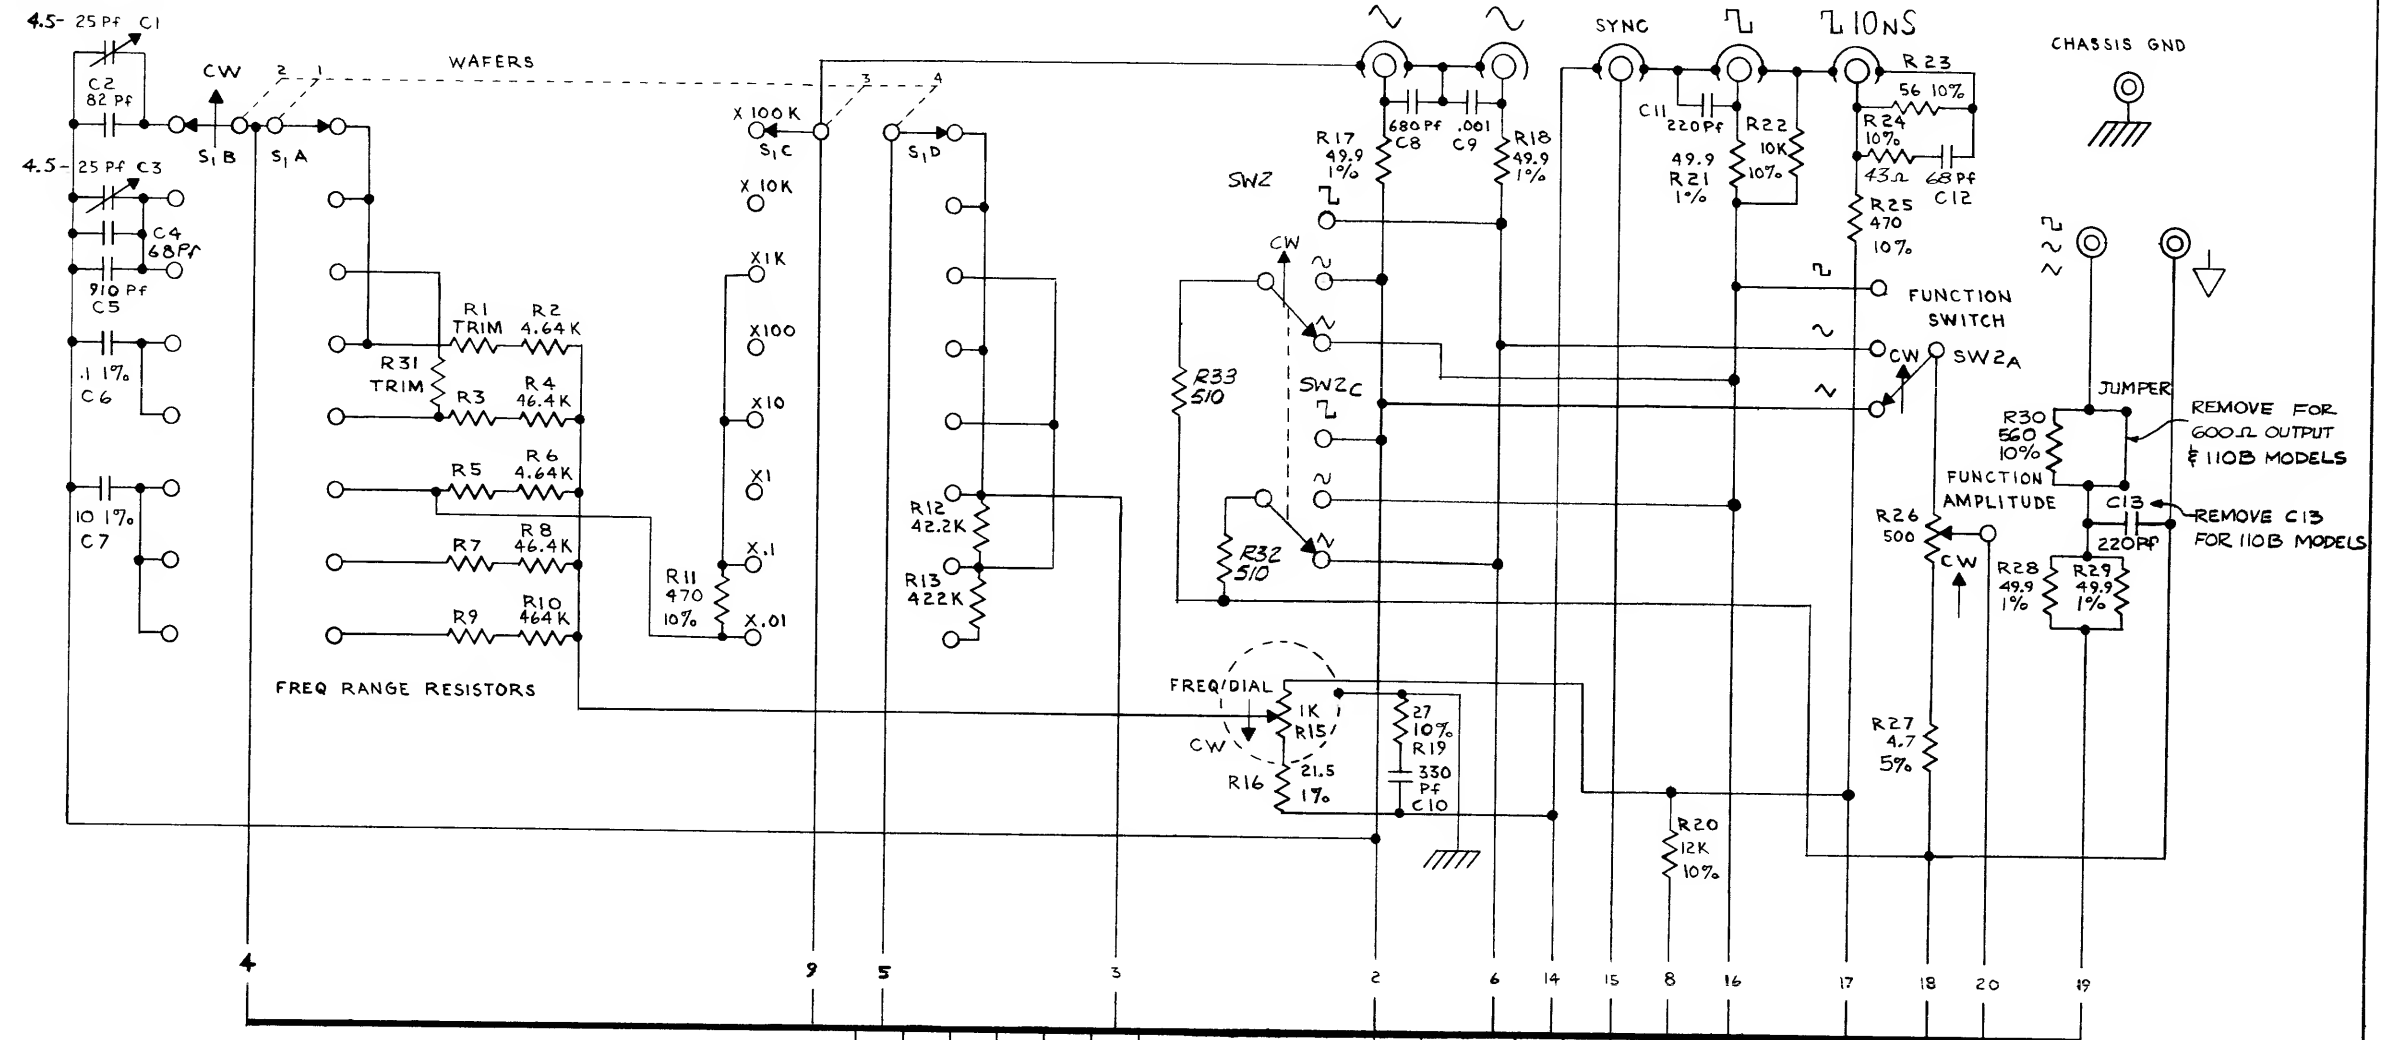 4.5- 25 Pf C1
C2
82 Pf
CW
2 1
WAFERS
3 4
S1B
S1A
4.5- 25 Pf C3
C4
68Pf
910 Pf
C5
.1 1%
C6
10 1%
C7
R1
TRIM
R2
4.64K
R31
TRIM
R3
R4
46.4K
R5
R6
4.64K
R7
R8
46.4K
R9
R10
464K
FREQ RANGE RESISTORS
X 100K
S1C
X 10K
X1K
X100
X10
X1
X.1
X.01
R11
470
10%
S1D
R12
42.2K
R13
422K
SW2
CW
R33
510
SW2C
R32
510
FREQ/DIAL
CW
1K
R15
R16
21.5
1%
27
10%
R19
330
Pf
C10
R17
49.9
1%
680 Pf
C8
.001
C9
R18
49.9
1%
SYNC
C11
220Pf
49.9
R21
1%
R22
10K
10%
10NS
R23
56 10%
R24
10%
43Ω
68Pf
C12
R25
470
10%
FUNCTION
SWITCH
CW
SW2A
R20
12K
10%
FUNCTION
AMPLITUDE
R26
500
CW
R27
4.7
5%
CHASSIS GND
JUMPER
R30
560
10%
REMOVE FOR
600Ω OUTPUT
& 110B MODELS
C13
220Pf
REMOVE C13
FOR 110B MODELS
R28
49.9
1%
R29
49.9
1%
4 9 5 3 2 6 14 15 8 16 17 18 20 19